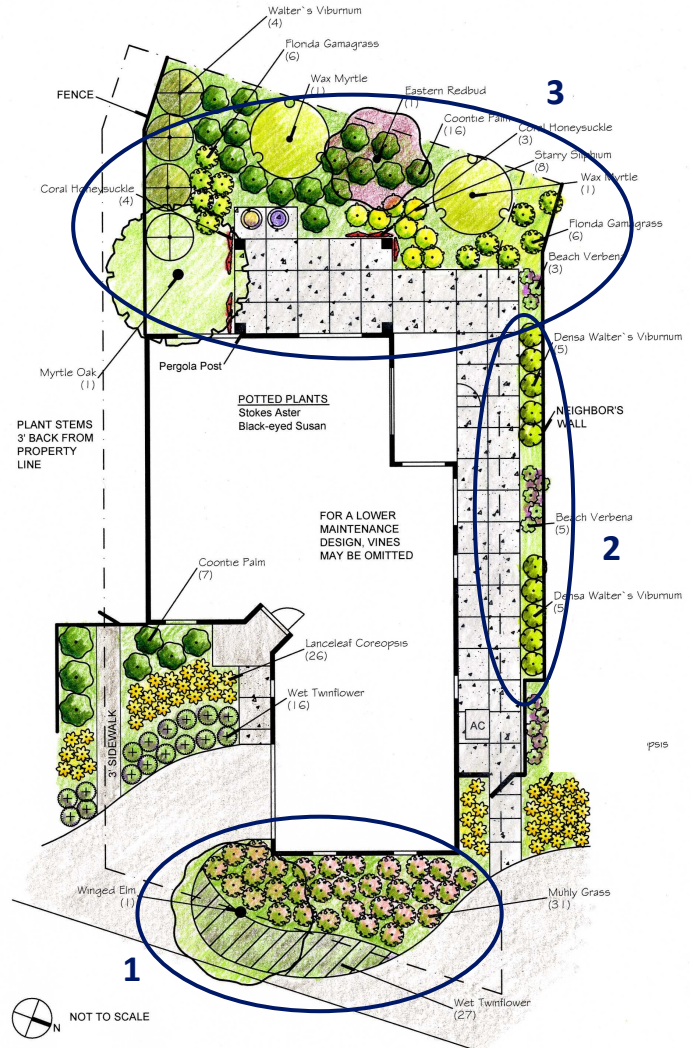 Walter`s Viburnum
(4)
Florida Gamagrass
(6)
Wax Myrtle
(1)
Eastern Redbud
(1)
3
FENCE
Coontie Palm
(16)
Coral Honeysuckle
(3)
Starry Silphium
(8)
Wax Myrtle
(1)
Coral Honeysuckle
(4)
Florida Gamagrass
(6)
Beach Verbena
(3)
Densa Walter`s Viburnum
(5)
Myrtle Oak
(1)
Pergola Post
POTTED PLANTS
Stokes Aster
Black-eyed Susan
NEIGHBOR'S
WALL
PLANT STEMS
3' BACK FROM
PROPERTY
LINE
FOR A LOWER
MAINTENANCE
DESIGN, VINES
MAY BE OMITTED
Beach Verbena
(5)
2
Coontie Palm
(7)
Densa Walter`s Viburnum
(5)
Lanceleaf Coreopsis
(26)
Wet Twinflower
(16)
3' SIDEWALK
AC
ipsis
Winged Elm
(1)
Muhly Grass
(31)
1
Wet Twinflower
(27)
N
NOT TO SCALE